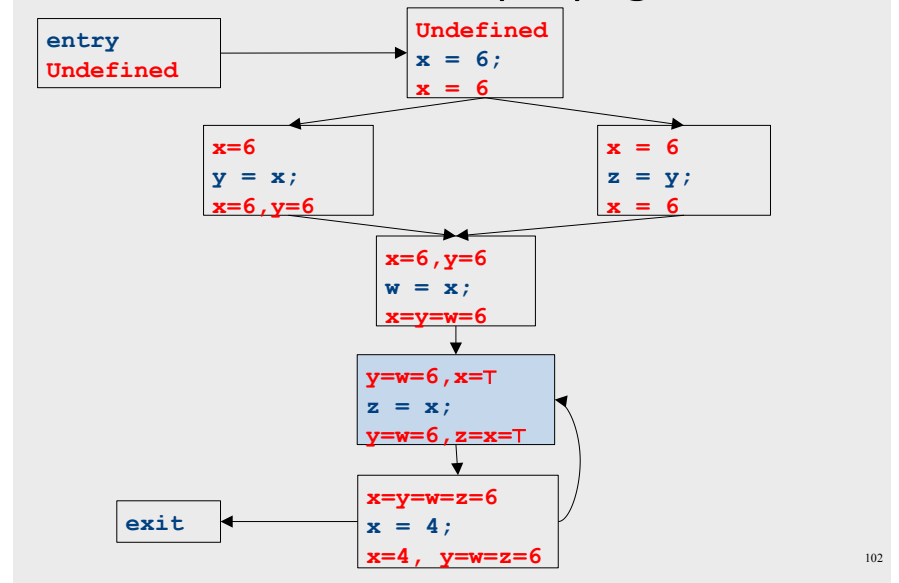 entry
Undefined
Undefined
x = 6;
x = 6
x=6
y = x;
x=6,y=6
x = 6
z = y;
x = 6
x=6,y=6
w = x;
x=y=w=6
y=w=6,x=⊤
z = x;
y=w=6,z=x=⊤
x=y=w=z=6
x = 4;
x=4, y=w=z=6
exit
102